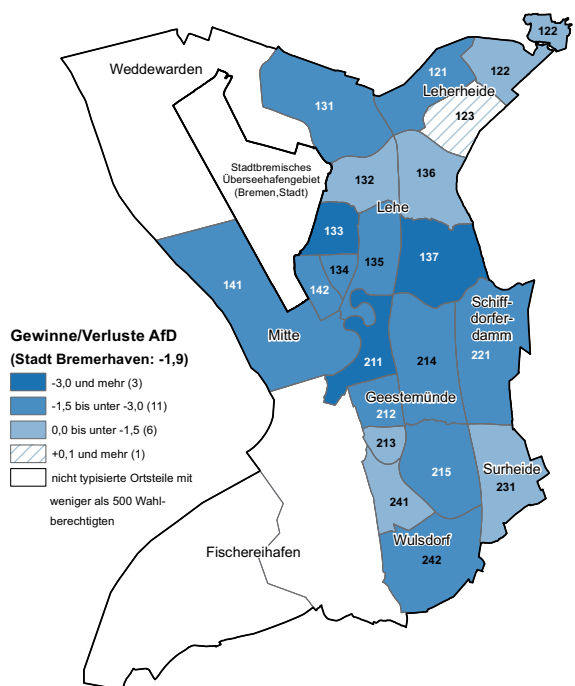 122
Weddewarden
121
122
Leherheide
131
123
Stadtbremisches
Überseehafengebiet
(Bremen,Stadt)
132
136
Lehe
133
135
137
134
141
142
Schiff-
dorfer-
damm
Mitte
221
211
214
Geestemünde
212
213
215
Surheide
231
241
Wulsdorf
242
Fischereihafen
Gewinne/Verluste AfD
(Stadt Bremerhaven: -1,9)
-3,0 und mehr (3)
-1,5 bis unter -3,0 (11)
0,0 bis unter -1,5 (6)
+0,1 und mehr (1)
nicht typisierte Ortsteile mit
weniger als 500 Wahl-
berechtigten